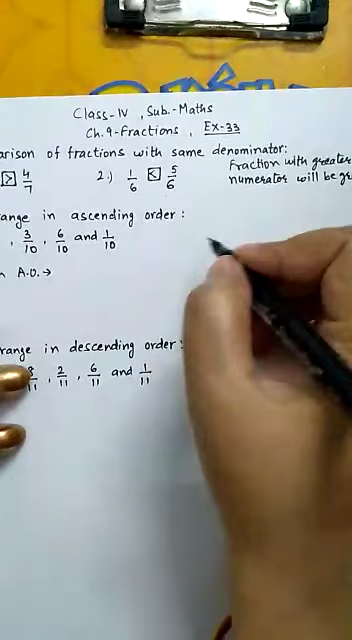 Class-IV , Sub.-Maths
Ch.9-Fractions , Ex-33
arison of fractions with same denominator:
> 4/7 2.) 1/6 < 5/6 Fraction with greater
numerator will be gr
range in ascending order:
, 3/10 , 6/10 and 1/10
n A.O.→
range in descending order:
8/11 , 2/11 , 6/11 and 1/11